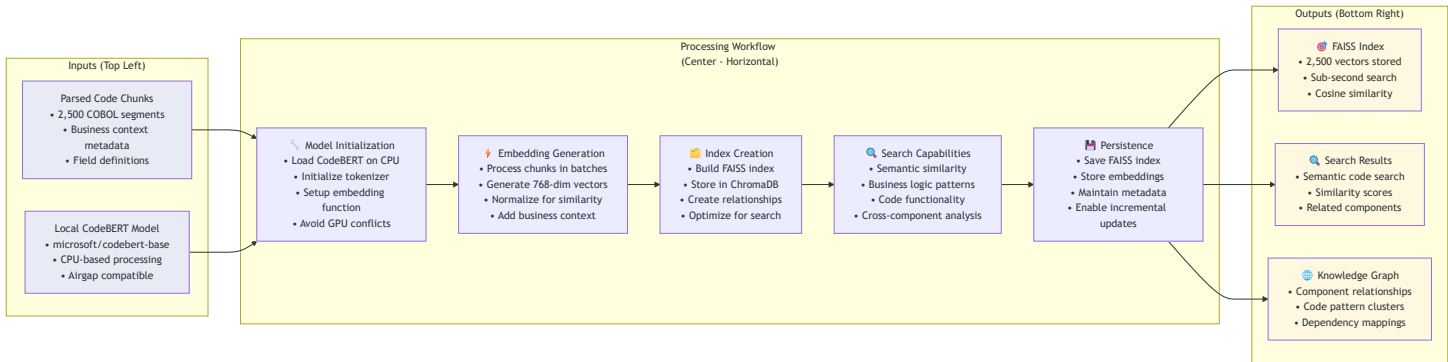 Inputs (Top Left)
Parsed Code Chunks
• 2,500 COBOL segments
• Business context
metadata
• Field definitions
Local CodeBERT Model
• microsoft/codebert-base
• CPU-based processing
• Airgap compatible
Processing Workflow
(Center - Horizontal)
🔧 Model Initialization
• Load CodeBERT on CPU
• Initialize tokenizer
• Setup embedding
function
• Avoid GPU conflicts
⚡ Embedding Generation
• Process chunks in batches
• Generate 768-dim vectors
• Normalize for similarity
• Add business context
🗂️ Index Creation
• Build FAISS index
• Store in ChromaDB
• Create relationships
• Optimize for search
🔍 Search Capabilities
• Semantic similarity
• Business logic patterns
• Code functionality
• Cross-component analysis
💾 Persistence
• Save FAISS index
• Store embeddings
• Maintain metadata
• Enable incremental
updates
Outputs (Bottom Right)
🎯 FAISS Index
• 2,500 vectors stored
• Sub-second search
• Cosine similarity
🔍 Search Results
• Semantic code search
• Similarity scores
• Related components
🌐 Knowledge Graph
• Component relationships
• Code pattern clusters
• Dependency mappings